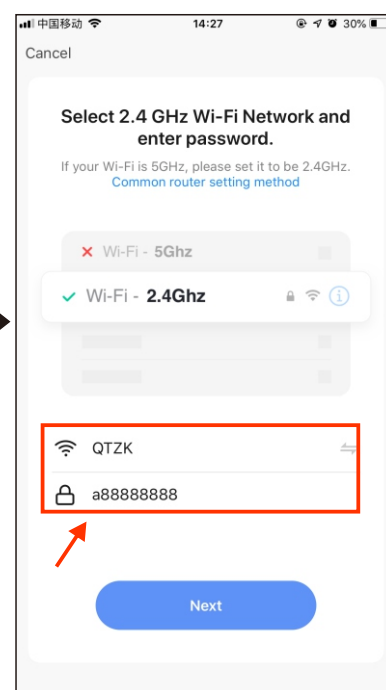 中国移动 14:27 30%
Cancel
Select 2.4 GHz Wi-Fi Network and
enter password.
If your Wi-Fi is 5GHz, please set it to be 2.4GHz.
Common router setting method
Wi-Fi - 5Ghz
Wi-Fi - 2.4Ghz
QTZK
a88888888
Next